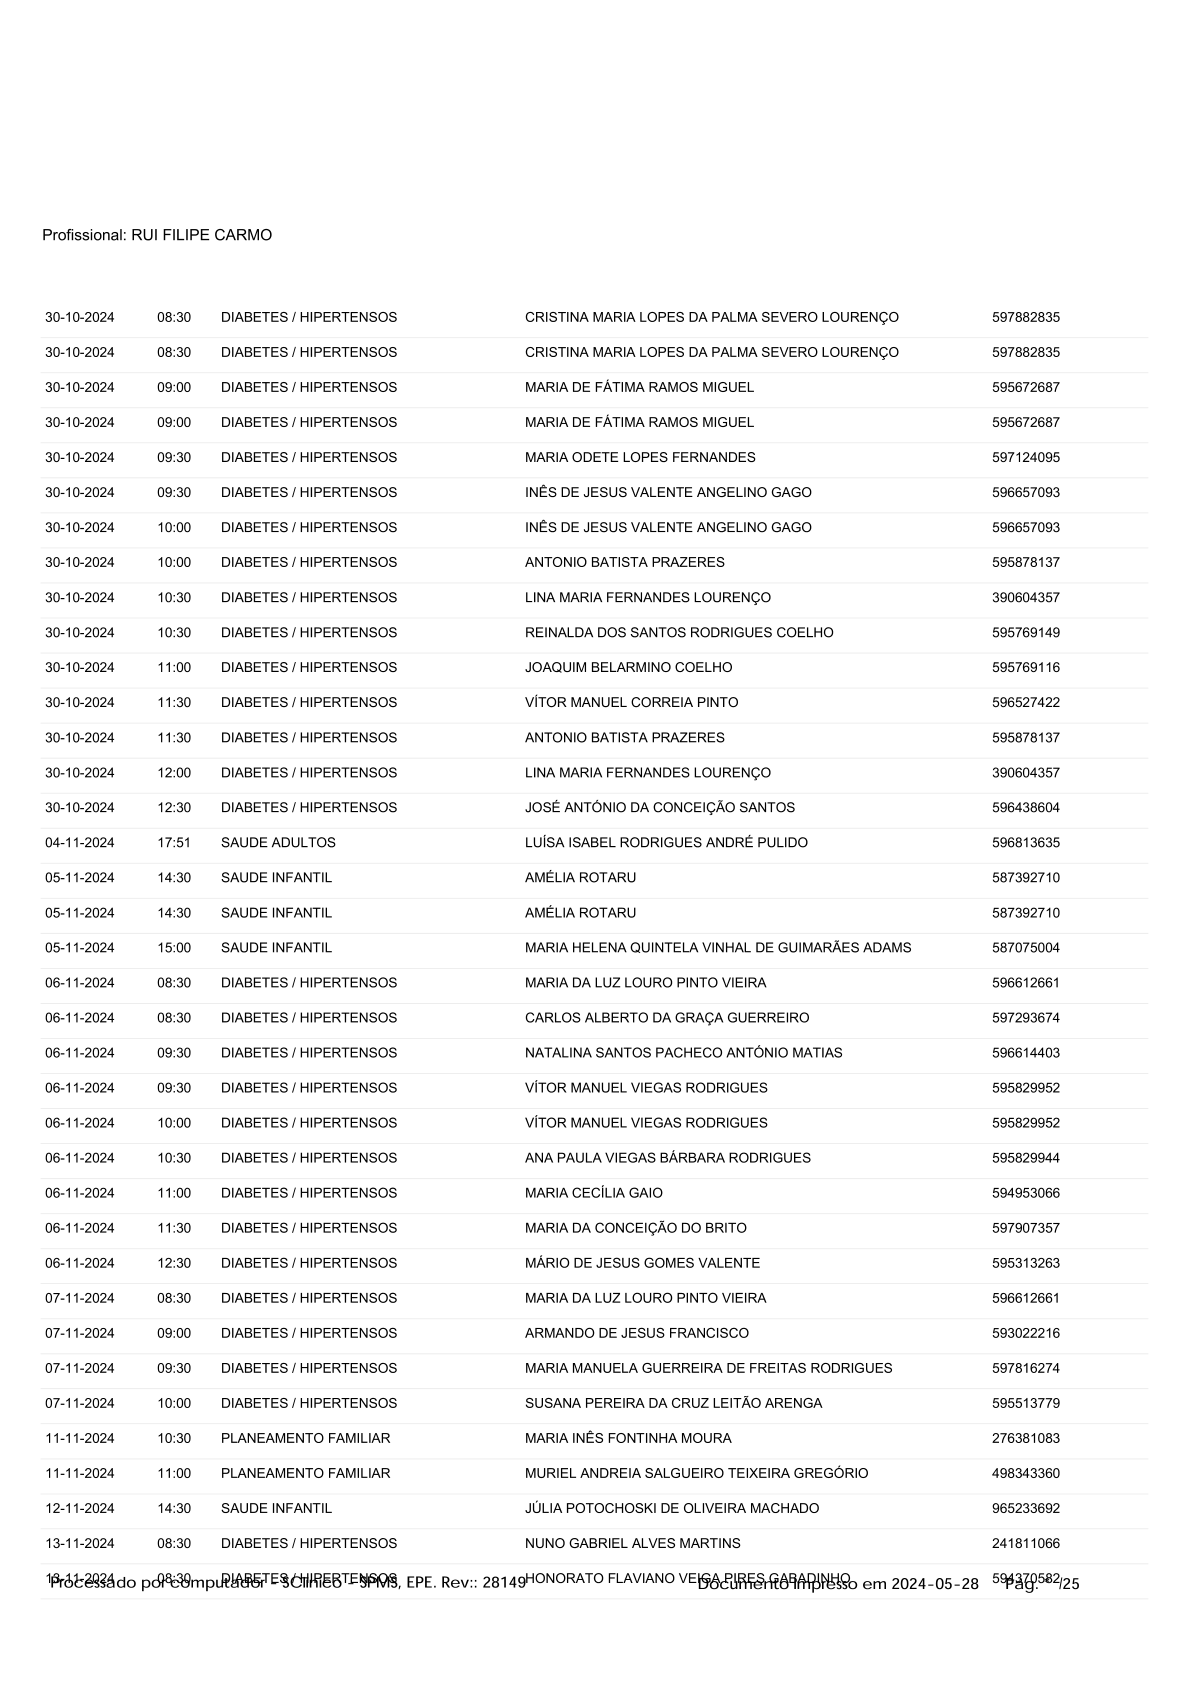 Profissional: RUI FILIPE CARMO
30-10-2024 08:30 DIABETES / HIPERTENSOS CRISTINA MARIA LOPES DA PALMA SEVERO LOURENÇO 597882835
30-10-2024 08:30 DIABETES / HIPERTENSOS CRISTINA MARIA LOPES DA PALMA SEVERO LOURENÇO 597882835
30-10-2024 09:00 DIABETES / HIPERTENSOS MARIA DE FÁTIMA RAMOS MIGUEL 595672687
30-10-2024 09:00 DIABETES / HIPERTENSOS MARIA DE FÁTIMA RAMOS MIGUEL 595672687
30-10-2024 09:30 DIABETES / HIPERTENSOS MARIA ODETE LOPES FERNANDES 597124095
30-10-2024 09:30 DIABETES / HIPERTENSOS INÊS DE JESUS VALENTE ANGELINO GAGO 596657093
30-10-2024 10:00 DIABETES / HIPERTENSOS INÊS DE JESUS VALENTE ANGELINO GAGO 596657093
30-10-2024 10:00 DIABETES / HIPERTENSOS ANTONIO BATISTA PRAZERES 595878137
30-10-2024 10:30 DIABETES / HIPERTENSOS LINA MARIA FERNANDES LOURENÇO 390604357
30-10-2024 10:30 DIABETES / HIPERTENSOS REINALDA DOS SANTOS RODRIGUES COELHO 595769149
30-10-2024 11:00 DIABETES / HIPERTENSOS JOAQUIM BELARMINO COELHO 595769116
30-10-2024 11:30 DIABETES / HIPERTENSOS VÍTOR MANUEL CORREIA PINTO 596527422
30-10-2024 11:30 DIABETES / HIPERTENSOS ANTONIO BATISTA PRAZERES 595878137
30-10-2024 12:00 DIABETES / HIPERTENSOS LINA MARIA FERNANDES LOURENÇO 390604357
30-10-2024 12:30 DIABETES / HIPERTENSOS JOSÉ ANTÓNIO DA CONCEIÇÃO SANTOS 596438604
04-11-2024 17:51 SAUDE ADULTOS LUÍSA ISABEL RODRIGUES ANDRÉ PULIDO 596813635
05-11-2024 14:30 SAUDE INFANTIL AMÉLIA ROTARU 587392710
05-11-2024 14:30 SAUDE INFANTIL AMÉLIA ROTARU 587392710
05-11-2024 15:00 SAUDE INFANTIL MARIA HELENA QUINTELA VINHAL DE GUIMARÃES ADAMS 587075004
06-11-2024 08:30 DIABETES / HIPERTENSOS MARIA DA LUZ LOURO PINTO VIEIRA 596612661
06-11-2024 08:30 DIABETES / HIPERTENSOS CARLOS ALBERTO DA GRAÇA GUERREIRO 597293674
06-11-2024 09:30 DIABETES / HIPERTENSOS NATALINA SANTOS PACHECO ANTÓNIO MATIAS 596614403
06-11-2024 09:30 DIABETES / HIPERTENSOS VÍTOR MANUEL VIEGAS RODRIGUES 595829952
06-11-2024 10:00 DIABETES / HIPERTENSOS VÍTOR MANUEL VIEGAS RODRIGUES 595829952
06-11-2024 10:30 DIABETES / HIPERTENSOS ANA PAULA VIEGAS BÁRBARA RODRIGUES 595829944
06-11-2024 11:00 DIABETES / HIPERTENSOS MARIA CECÍLIA GAIO 594953066
06-11-2024 11:30 DIABETES / HIPERTENSOS MARIA DA CONCEIÇÃO DO BRITO 597907357
06-11-2024 12:30 DIABETES / HIPERTENSOS MÁRIO DE JESUS GOMES VALENTE 595313263
07-11-2024 08:30 DIABETES / HIPERTENSOS MARIA DA LUZ LOURO PINTO VIEIRA 596612661
07-11-2024 09:00 DIABETES / HIPERTENSOS ARMANDO DE JESUS FRANCISCO 593022216
07-11-2024 09:30 DIABETES / HIPERTENSOS MARIA MANUELA GUERREIRA DE FREITAS RODRIGUES 597816274
07-11-2024 10:00 DIABETES / HIPERTENSOS SUSANA PEREIRA DA CRUZ LEITÃO ARENGA 595513779
11-11-2024 10:30 PLANEAMENTO FAMILIAR MARIA INÊS FONTINHA MOURA 276381083
11-11-2024 11:00 PLANEAMENTO FAMILIAR MURIEL ANDREIA SALGUEIRO TEIXEIRA GREGÓRIO 498343360
12-11-2024 14:30 SAUDE INFANTIL JÚLIA POTOCHOSKI DE OLIVEIRA MACHADO 965233692
13-11-2024 08:30 DIABETES / HIPERTENSOS NUNO GABRIEL ALVES MARTINS 241811066
13-11-2024 08:30 DIABETES / HIPERTENSOS HONORATO FLAVIANO VEIGA PIRES GABADINHO 594370582
Processado por computador - SClínico - SPMS, EPE. Rev:: 28149 Documento impresso em 2024-05-28 Pág. /25